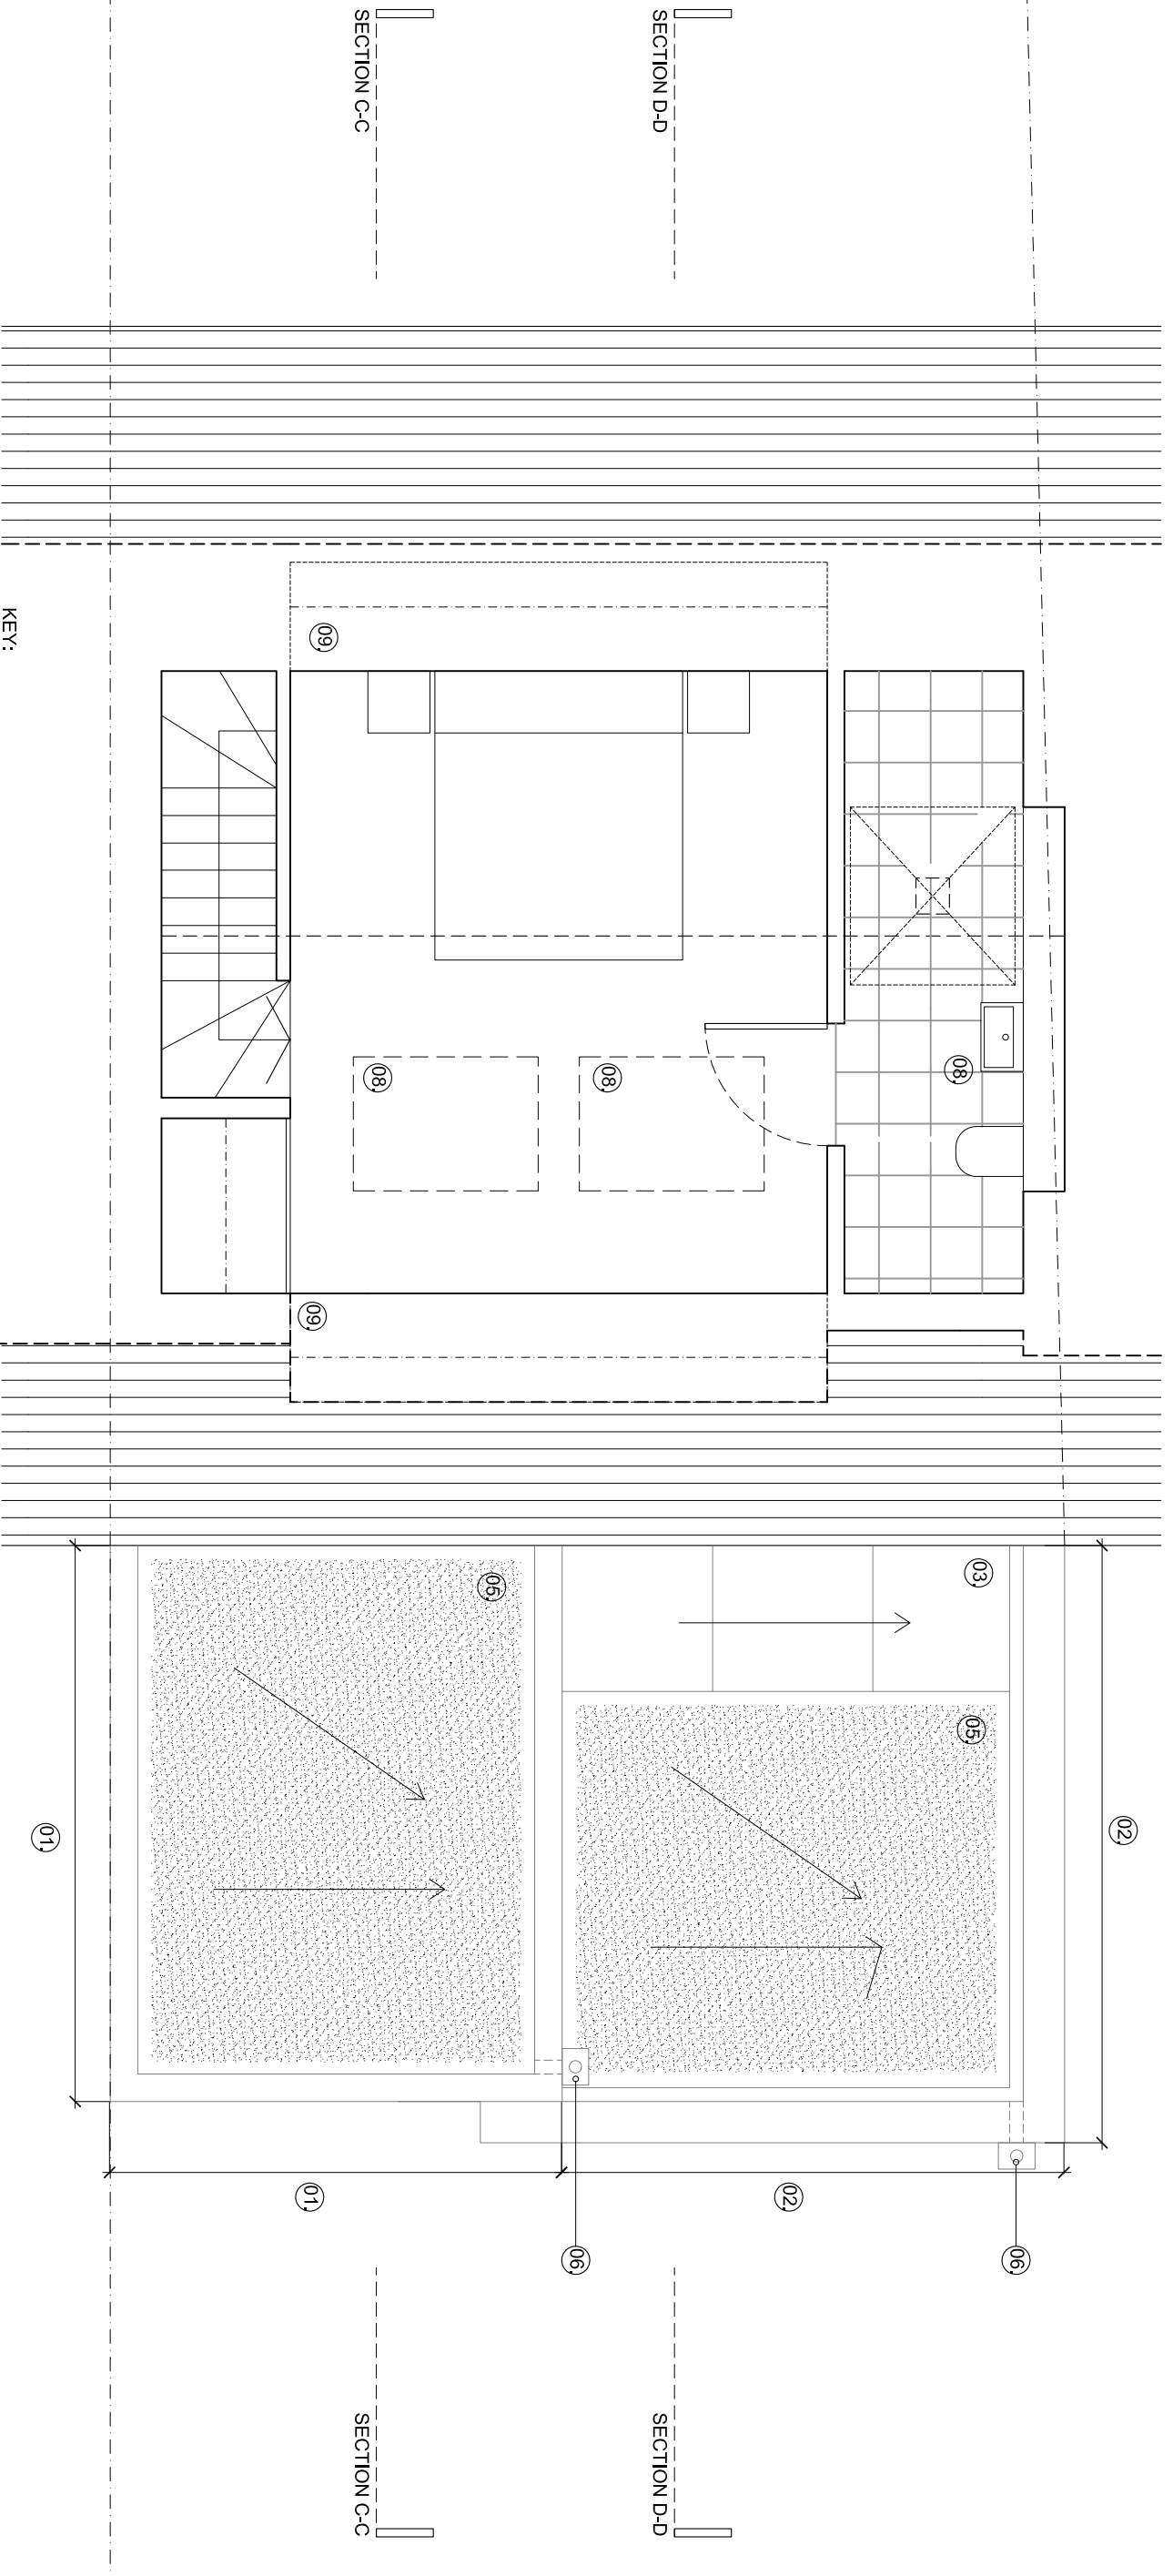 02.
06.
03.
05.
08.
02.
SECTION D-D
SECTION D-D
08.
06.
05.
08.
SECTION C-C
SECTION C-C
09.
09.
01.
01.
KEY: